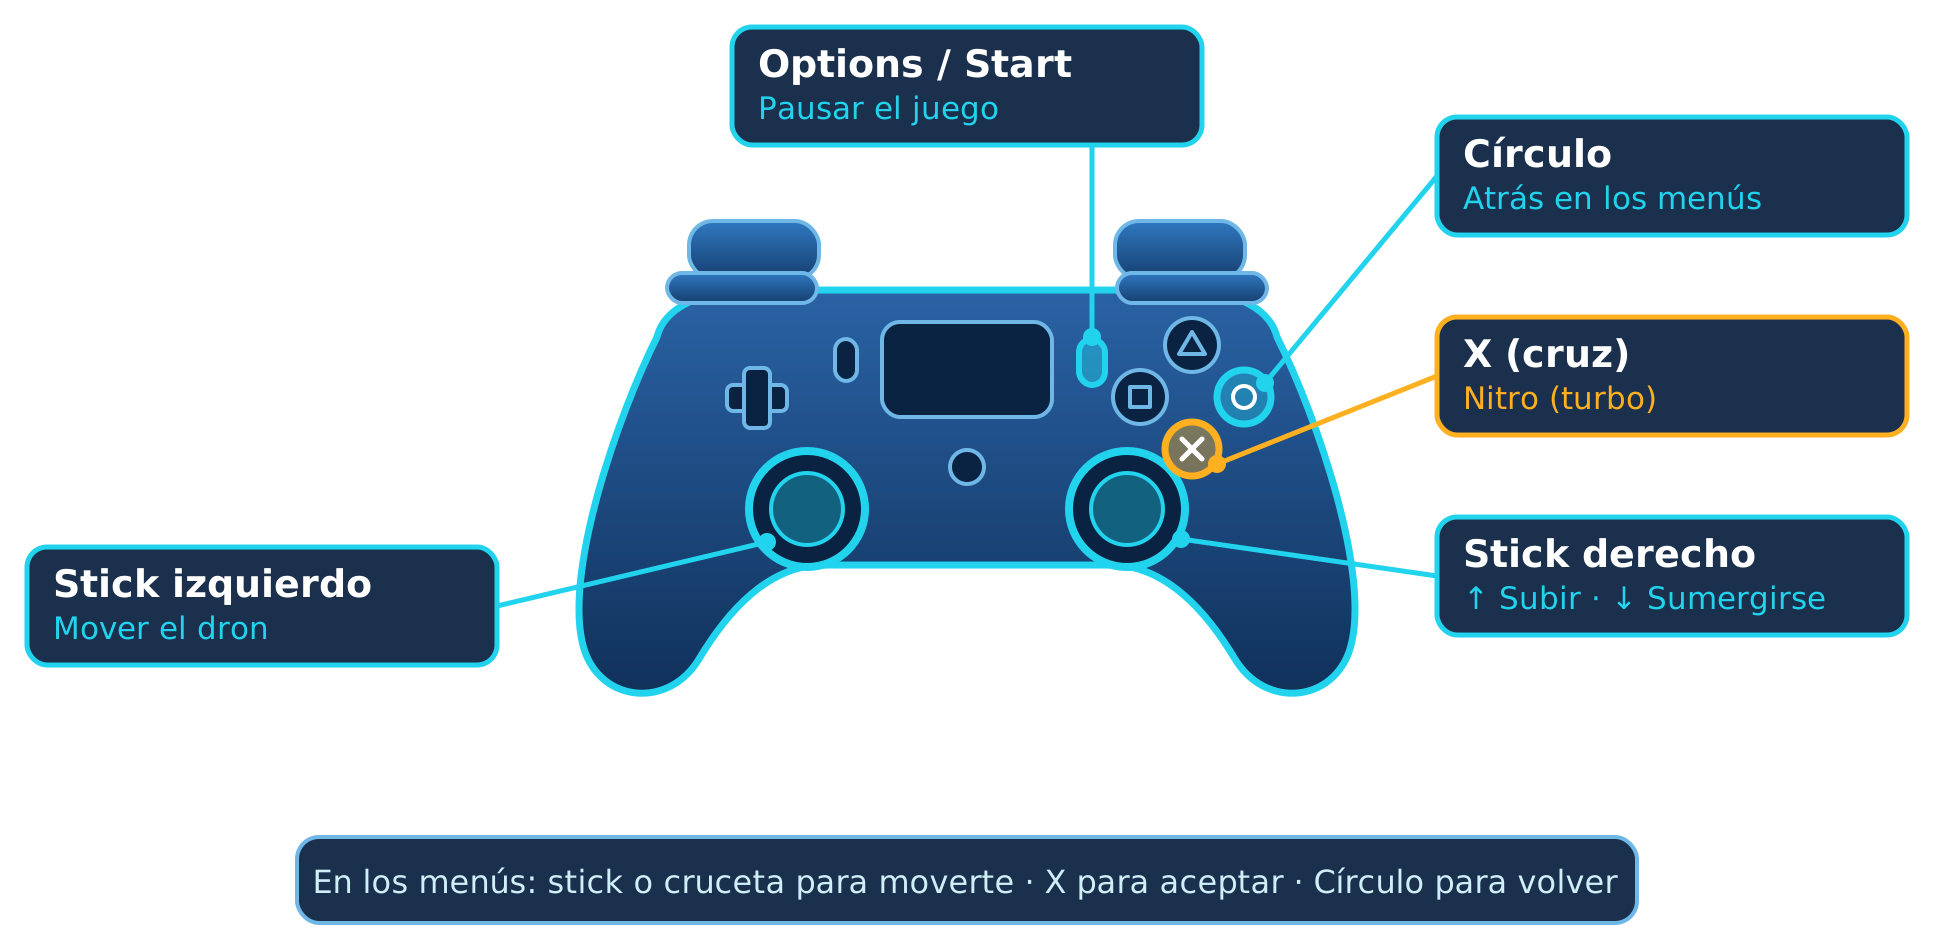 Options / Start
Pausar el juego
Círculo
Atrás en los menús
X (cruz)
Nitro (turbo)
Stick derecho
↑ Subir · ↓ Sumergirse
Stick izquierdo
Mover el dron
En los menús: stick o cruceta para moverte · X para aceptar · Círculo para volver